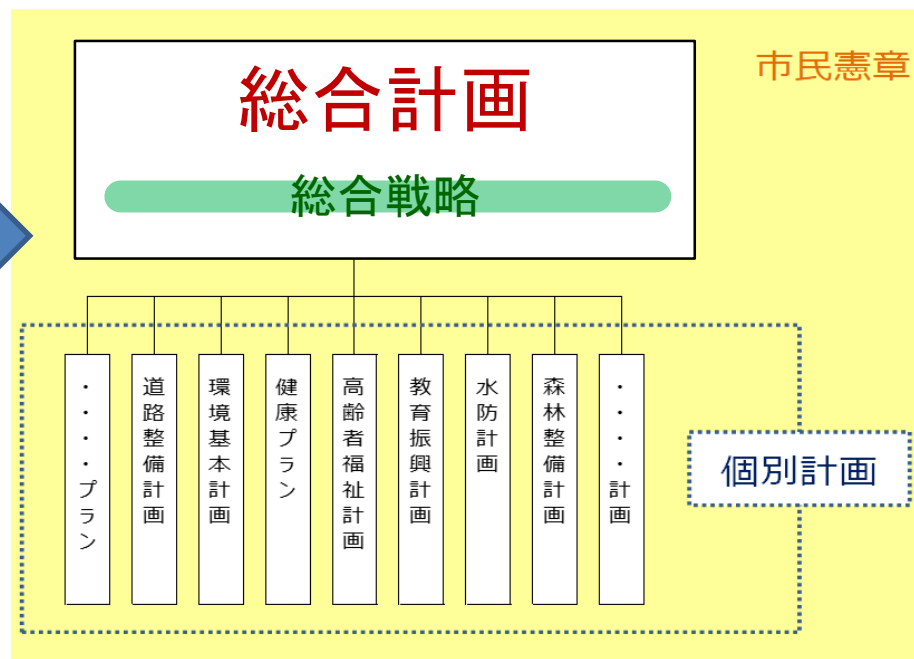 市民憲章
総合計画
総合戦略
・・・・プラン
道路整備計画
環境基本計画
健康プラン
高齢者福祉計画
教育振興計画
水防計画
森林整備計画
・・・・計画
個別計画